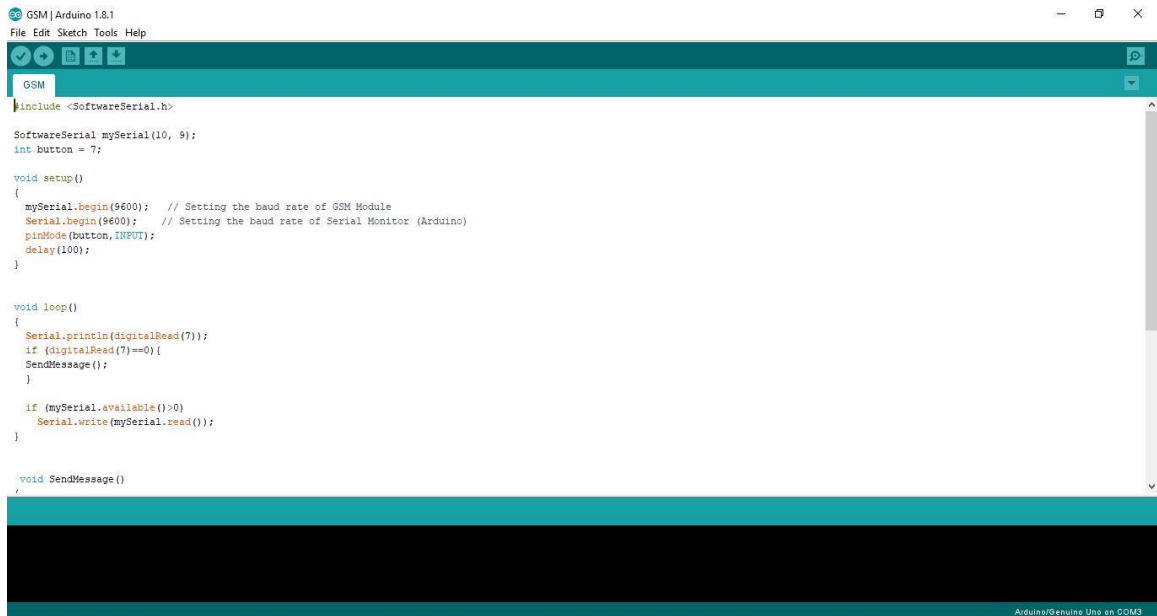 GSM | Arduino 1.8.1
File Edit Sketch Tools Help
GSM
#include <SoftwareSerial.h>
SoftwareSerial mySerial(10, 9);
int button = 7;
void setup()
{
mySerial.begin(9600);   // Setting the baud rate of GSM Module
Serial.begin(9600);    // Setting the baud rate of Serial Monitor (Arduino)
pinMode(button,INPUT);
delay(100);
}
void loop()
{
Serial.println(digitalRead(7));
if (digitalRead(7)==0){
SendMessage();
}
if (mySerial.available()>0)
Serial.write(mySerial.read());
}
void SendMessage()
Arduino/Genuino Uno on COM3